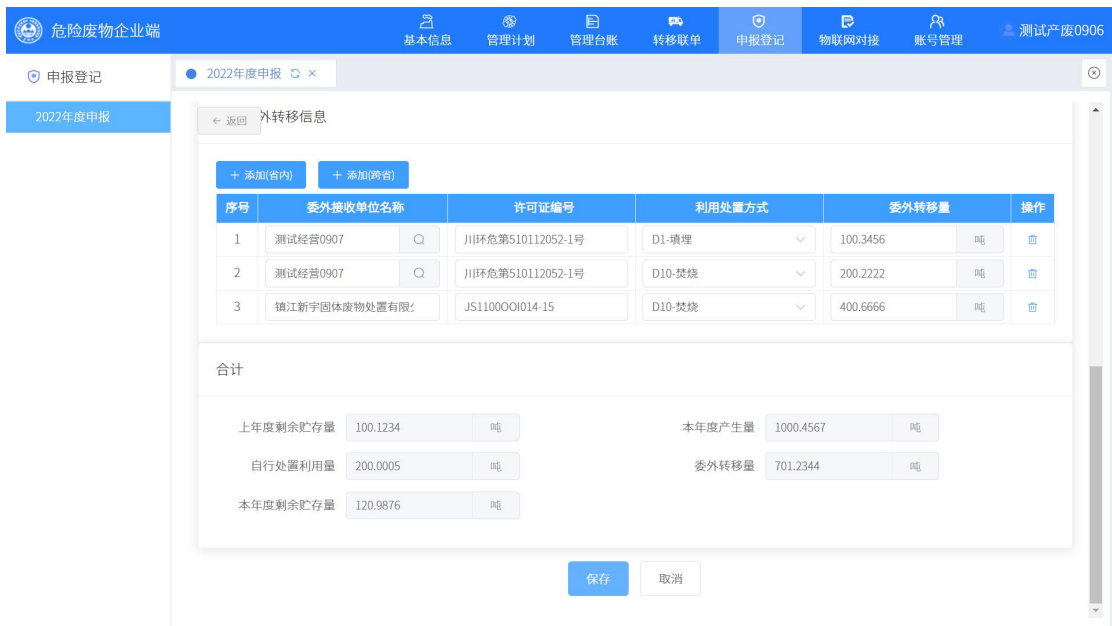 危险废物企业端
基本信息 管理计划 管理台账 转移联单 申报登记 物联网对接 账号管理 测试产废0906
申报登记
2022年度申报
2022年度申报
← 返回 外转移信息
+ 添加(省内) + 添加(跨省)
序号 委外接收单位名称 许可证编号 利用处置方式 委外转移量 操作
1 测试经营0907 川环危第510112052-1号 D1-填埋 100.3456 吨
2 测试经营0907 川环危第510112052-1号 D10-焚烧 200.2222 吨
3 镇江新宇固体废物处置有限 JS1100OOI014-15 D10-焚烧 400.6666 吨
合计
上年度剩余贮存量 100.1234 吨 本年度产生量 1000.4567 吨
自行处置利用量 200.0005 吨 委外转移量 701.2344 吨
本年度剩余贮存量 120.9876 吨
保存 取消